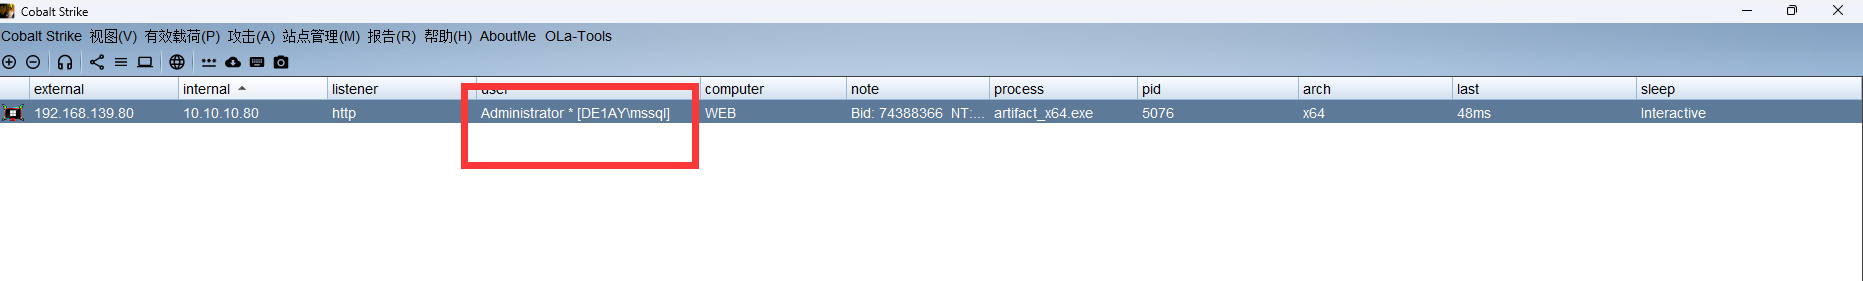 Cobalt Strike
Cobalt Strike 视图(V) 有效载荷(P) 攻击(A) 站点管理(M) 报告(R) 帮助(H) AboutMe OLa-Tools
external internal listener user computer note process pid arch last sleep
192.168.139.80 10.10.10.80 http Administrator * [DE1AY\mssql] WEB Bid: 74388366 NT:... artifact_x64.exe 5076 x64 48ms Interactive